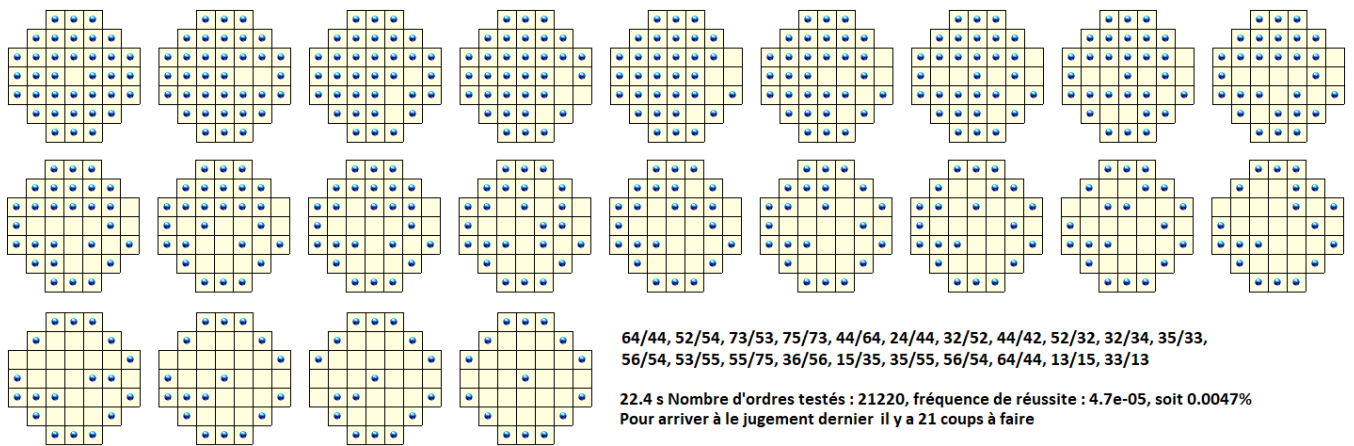 64/44, 52/54, 73/53, 75/73, 44/64, 24/44, 32/52, 44/42, 52/32, 32/34, 35/33,
56/54, 53/55, 55/75, 36/56, 15/35, 35/55, 56/54, 64/44, 13/15, 33/13
22.4 s Nombre d'ordres testés : 21220, fréquence de réussite : 4.7e-05, soit 0.0047%
Pour arriver à le jugement dernier il y a 21 coups à faire